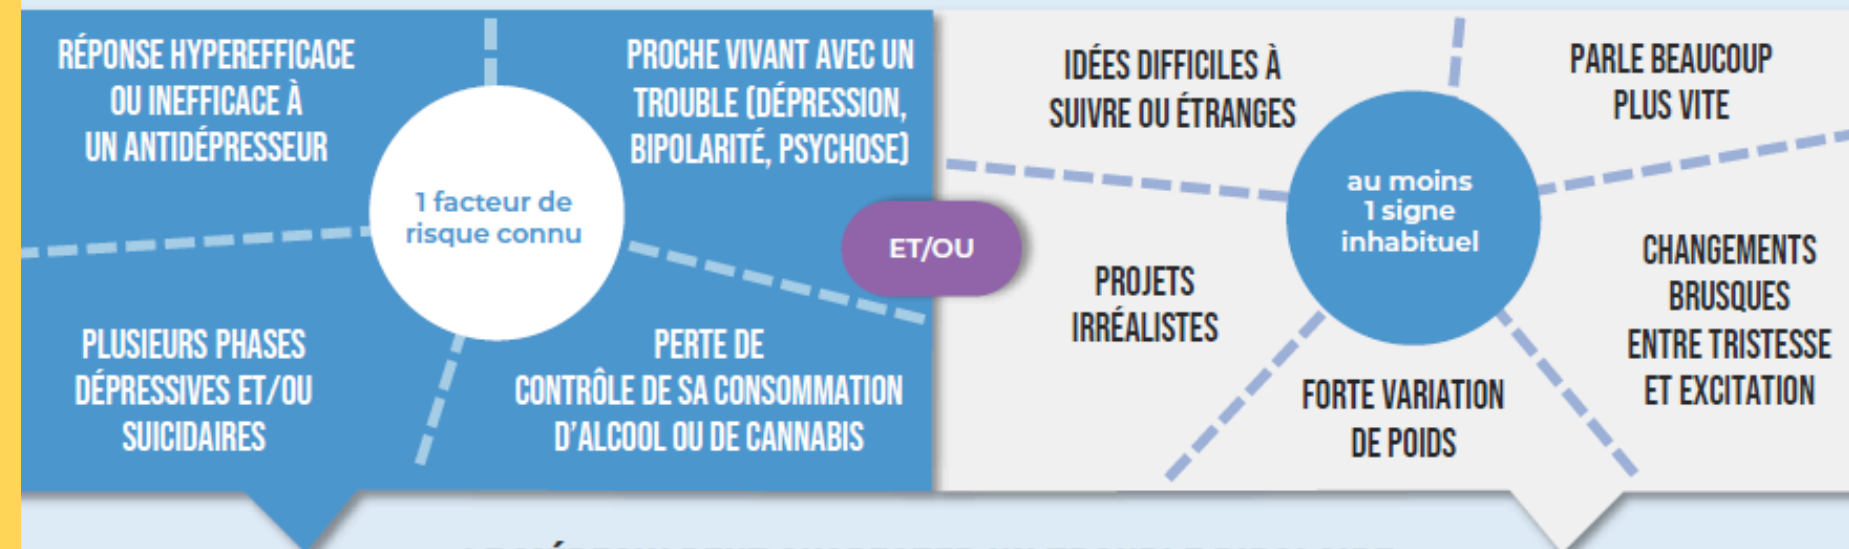 RÉPONSE HYPEREFFICACE
OU INEFFICACE À
UN ANTIDÉPRESSEUR
PROCHE VIVANT AVEC UN
TROUBLE (DÉPRESSION,
BIPOLARITÉ, PSYCHOSE)
1 facteur de
risque connu
PLUSIEURS PHASES
DÉPRESSIVES ET/OU
SUICIDAIRES
PERTE DE
CONTRÔLE DE SA CONSOMMATION
D'ALCOOL OU DE CANNABIS
ET/OU
IDÉES DIFFICILES À
SUIVRE OU ÉTRANGES
PARLE BEAUCOUP
PLUS VITE
au moins
1 signe
inhabituel
PROJETS
IRRÉALISTES
FORTE VARIATION
DE POIDS
CHANGEMENTS
BRUSQUES
ENTRE TRISTESSE
ET EXCITATION